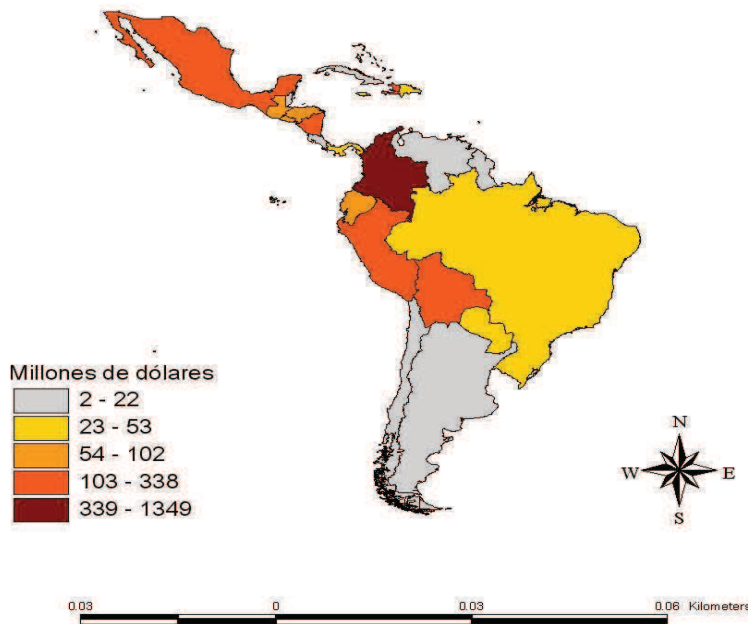 Millones de dólares
2 - 22
23 - 53
54 - 102
103 - 338
339 - 1349
N
W E
S
0.03 0 0.03 0.06 Kilometers